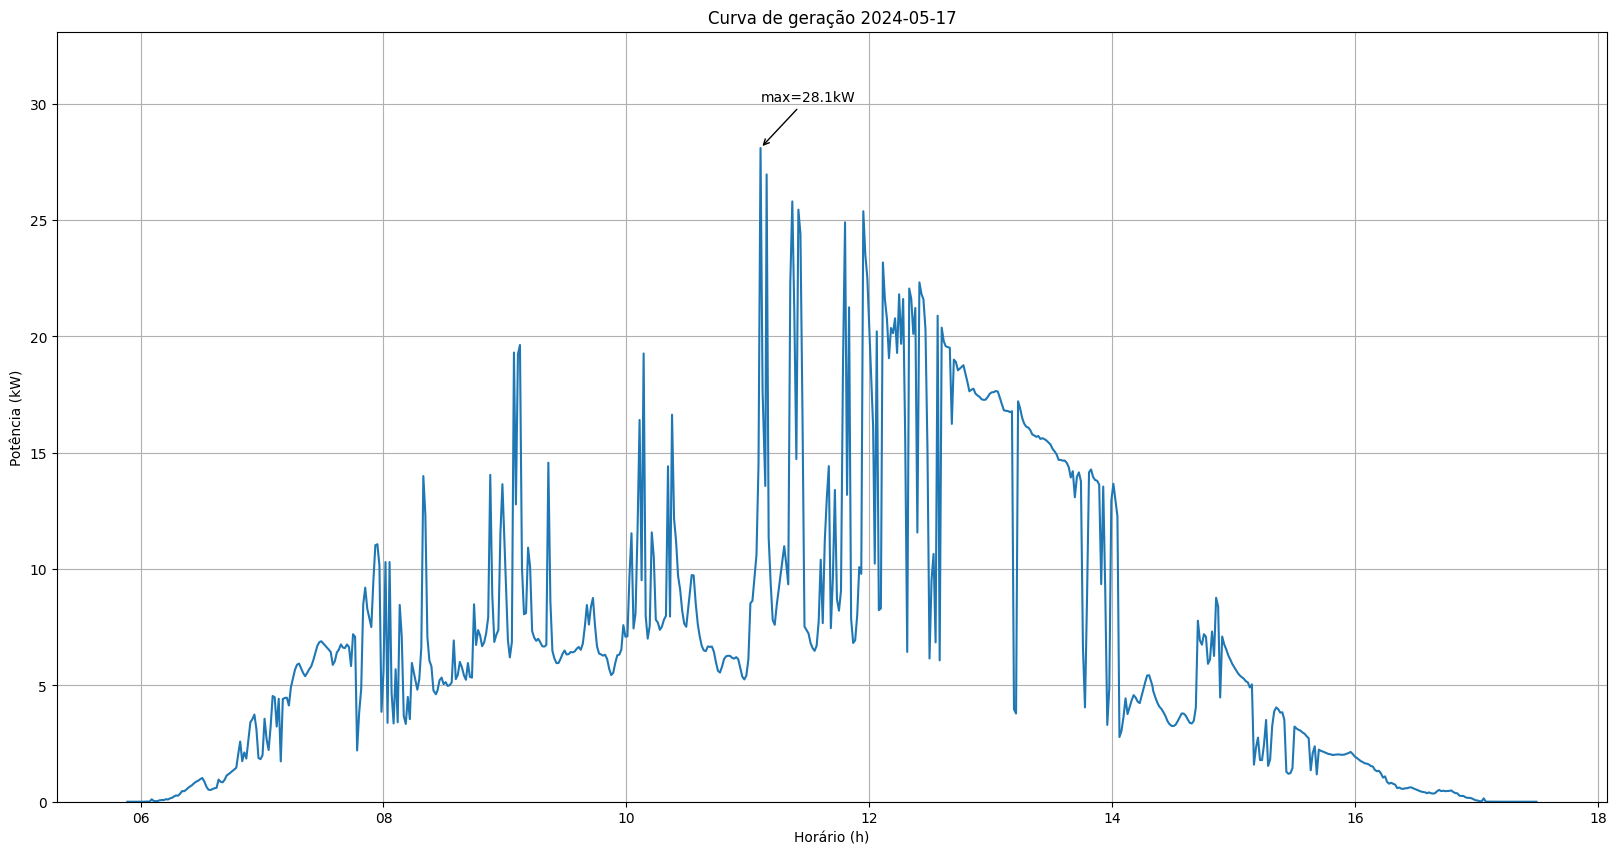 Curva de geração 2024-05-17
max=28.1kW
Potência (kW)
30
25
20
15
10
5
0
06 08 10 12 14 16 18
Horário (h)